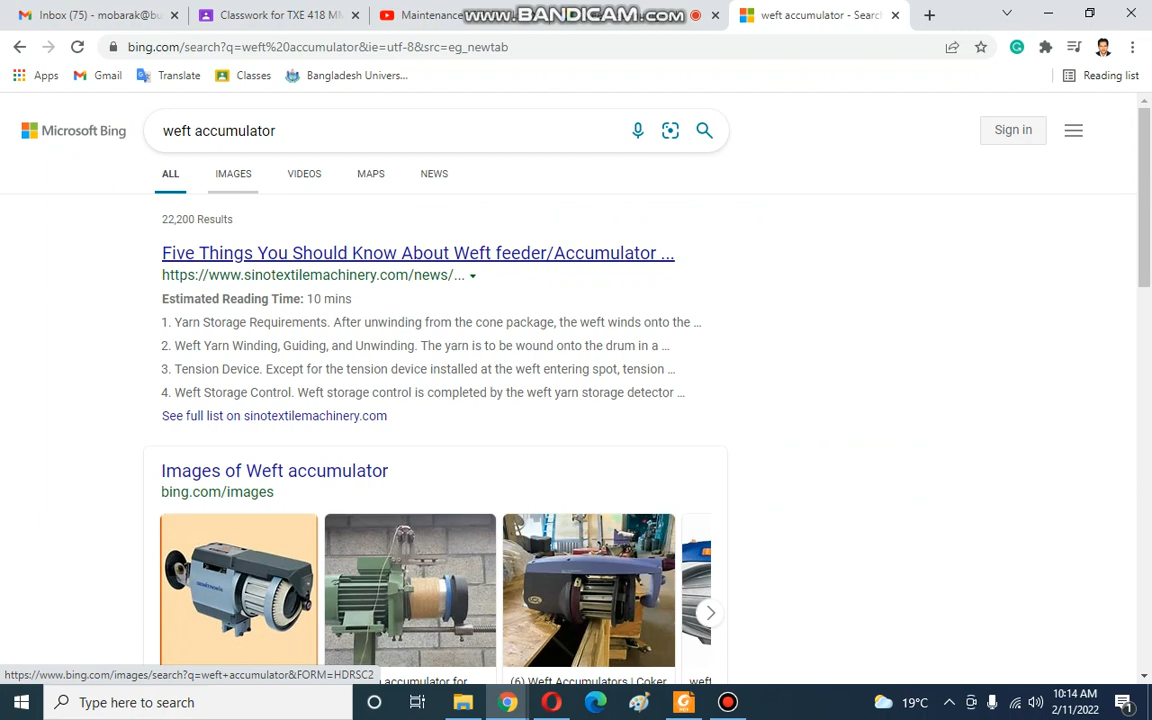 Inbox (75) - mobarak@bu
Classwork for TXE 418 MM
Maintenance
WWW.BANDICAM.COM
weft accumulator - Search
bing.com/search?q=weft%20accumulator&ie=utf-8&src=eg_newtab
Apps
Gmail
Translate
Classes
Bangladesh Univers...
Reading list
Microsoft Bing
weft accumulator
Sign in
ALL
IMAGES
VIDEOS
MAPS
NEWS
22,200 Results
Five Things You Should Know About Weft feeder/Accumulator ...
https://www.sinotextilemachinery.com/news/...
Estimated Reading Time: 10 mins
1. Yarn Storage Requirements. After unwinding from the cone package, the weft winds onto the ...
2. Weft Yarn Winding, Guiding, and Unwinding. The yarn is to be wound onto the drum in a ...
3. Tension Device. Except for the tension device installed at the weft entering spot, tension ...
4. Weft Storage Control. Weft storage control is completed by the weft yarn storage detector ...
See full list on sinotextilemachinery.com
Images of Weft accumulator
bing.com/images
accumulator for
(6) Weft Accumulators | Coker
weft
https://www.bing.com/images/search?q=weft+accumulator&FORM=HDRSC2
Type here to search
19°C
10:14 AM
2/11/2022
1